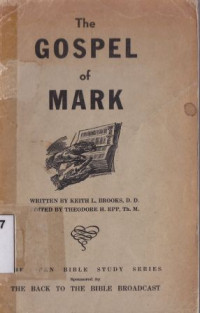 The
GOSPEL
of
MARK
WRITTEN BY KEITH L. BROOKS, D. D.
EDITED BY THEODORE H. EPP, Th. M.
BIBLE STUDY SERIES
Sponsored by
THE BACK TO THE BIBLE BROADCAST
7